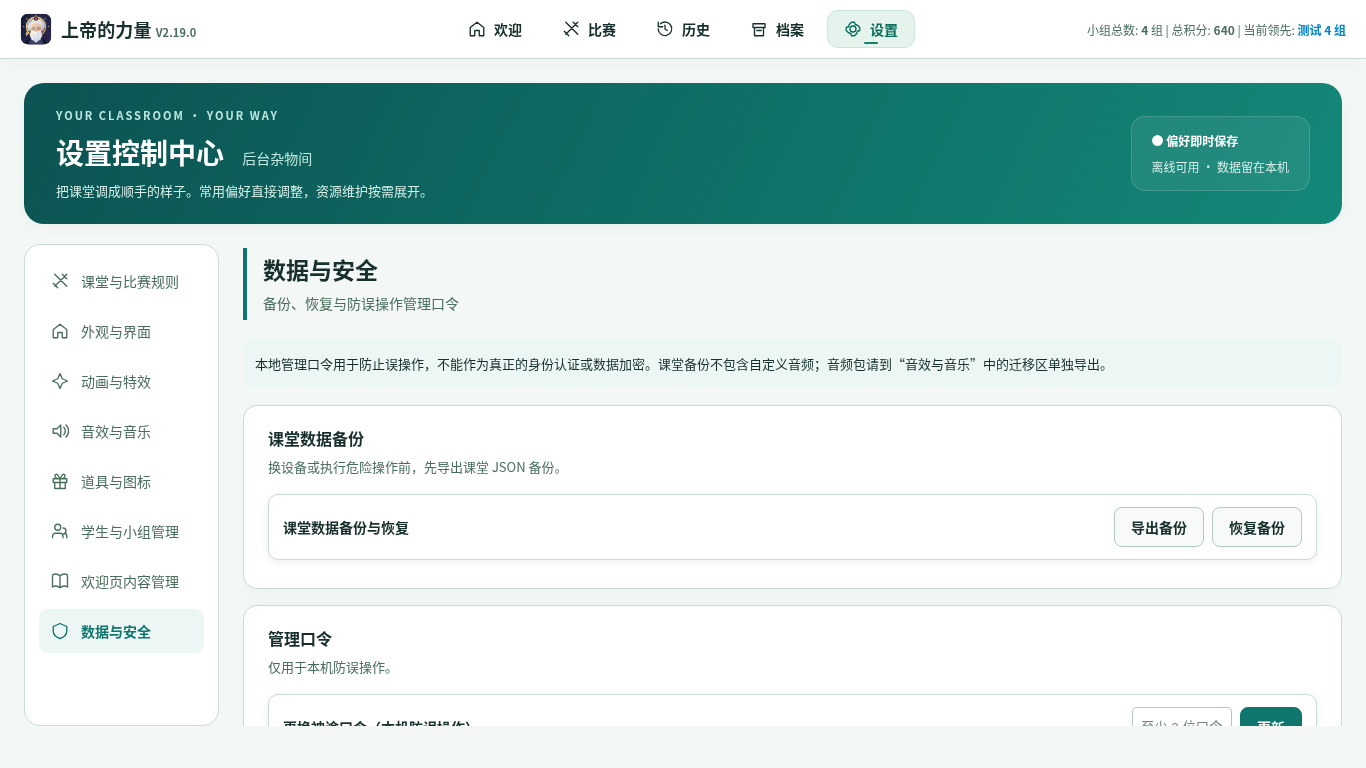 上帝的力量 V2.19.0
欢迎
比赛
历史
档案
设置
小组总数: 4 组 | 总积分: 640 | 当前领先: 测试 4 组
YOUR CLASSROOM · YOUR WAY
设置控制中心 后台杂物间
把课堂调成顺手的样子。常用偏好直接调整，资源维护按需展开。
偏好即时保存
离线可用 · 数据留在本机
课堂与比赛规则
外观与界面
动画与特效
音效与音乐
道具与图标
学生与小组管理
欢迎页内容管理
数据与安全
数据与安全
备份、恢复与防误操作管理口令
本地管理口令用于防止误操作，不能作为真正的身份认证或数据加密。课堂备份不包含自定义音频；音频包请到“音效与音乐”中的迁移区单独导出。
课堂数据备份
换设备或执行危险操作前，先导出课堂 JSON 备份。
课堂数据备份与恢复
导出备份
恢复备份
管理口令
仅用于本机防误操作。